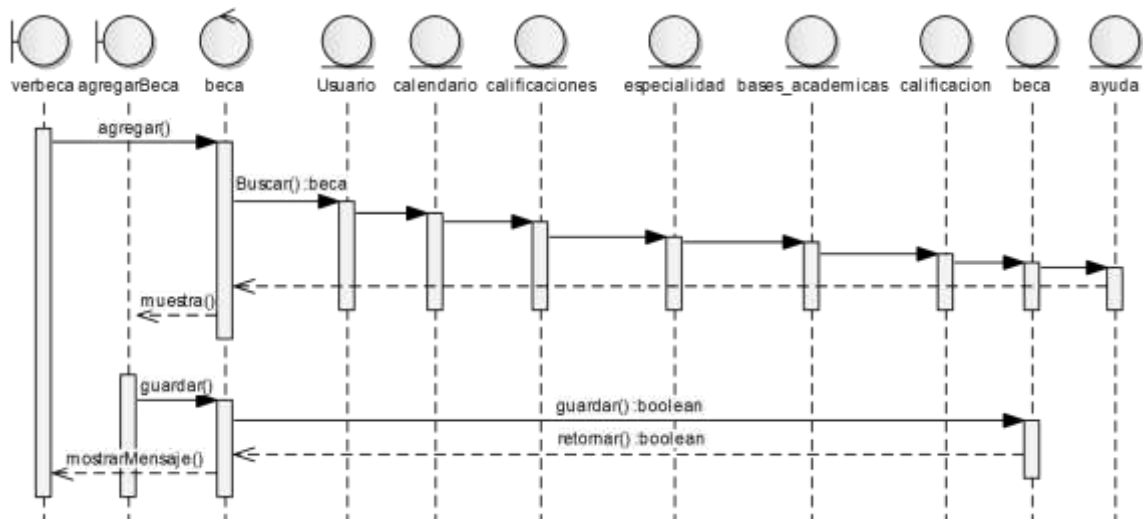 verbeca agregarBeca beca Usuario calendario calificaciones especialidad bases_academicas calificacion beca ayuda
agregar()
Buscar() :beca
muestra()
guardar()
guardar() :boolean
retornar() :boolean
mostrarMensaje()